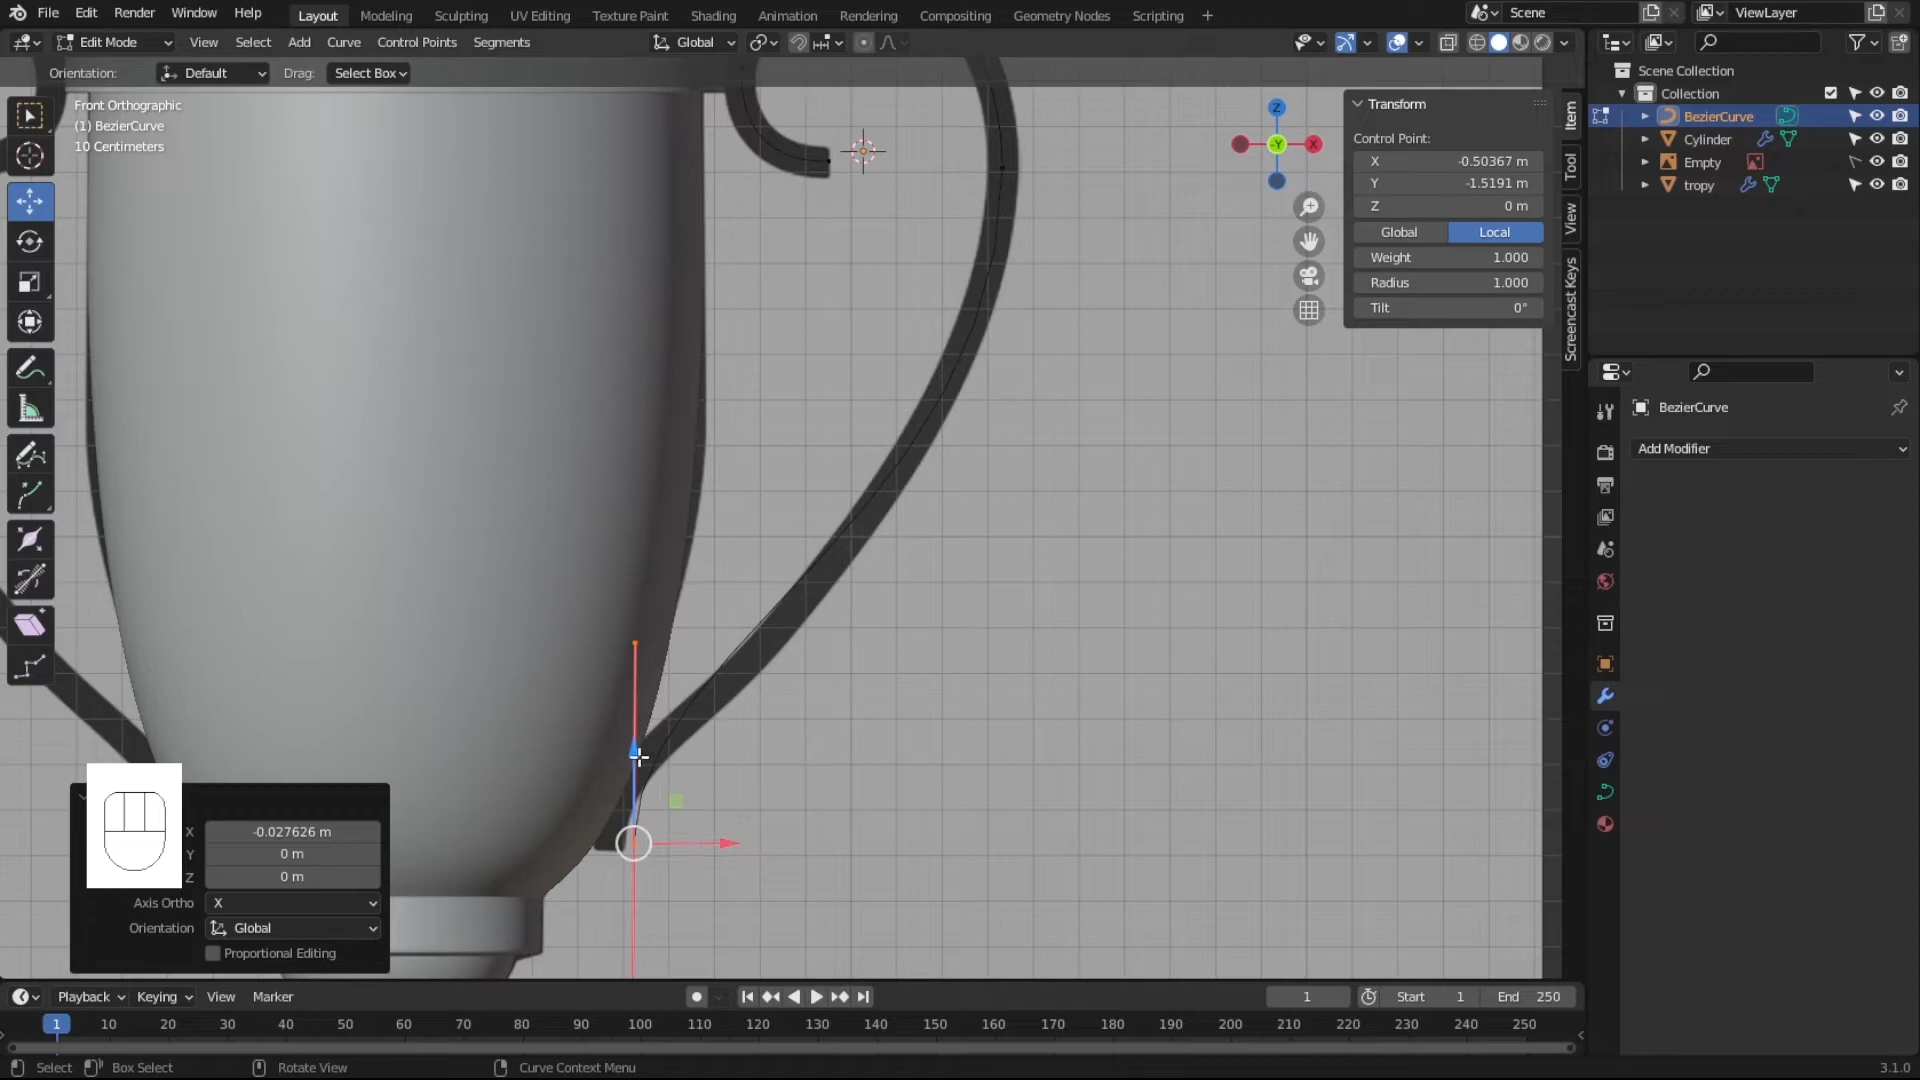 File Edit Render Window Help Layout Modeling Sculpting UV Editing Texture Paint Shading Animation Rendering Compositing Geometry Nodes Scripting + Scene ViewLayer
Edit Mode View Select Add Curve Control Points Segments Global
Orientation: Default Drag: Select Box
Front Orthographic
(1) BezierCurve
10 Centimeters
Z
Y
X
Transform
Control Point:
X -0.50367 m
Y -1.5191 m
Z 0 m
Global Local
Weight 1.000
Radius 1.000
Tilt 0°
Item
Tool
View
Screencast Keys
Scene Collection
Collection
BezierCurve
Cylinder
Empty
tropy
BezierCurve
Add Modifier
X -0.027626 m
Y 0 m
Z 0 m
Axis Ortho X
Orientation Global
Proportional Editing
Playback Keying View Marker 1 Start 1 End 250
1 10 20 30 40 50 60 70 80 90 100 110 120 130 140 150 160 170 180 190 200 210 220 230 240 250
Select Box Select Rotate View Curve Context Menu 3.1.0